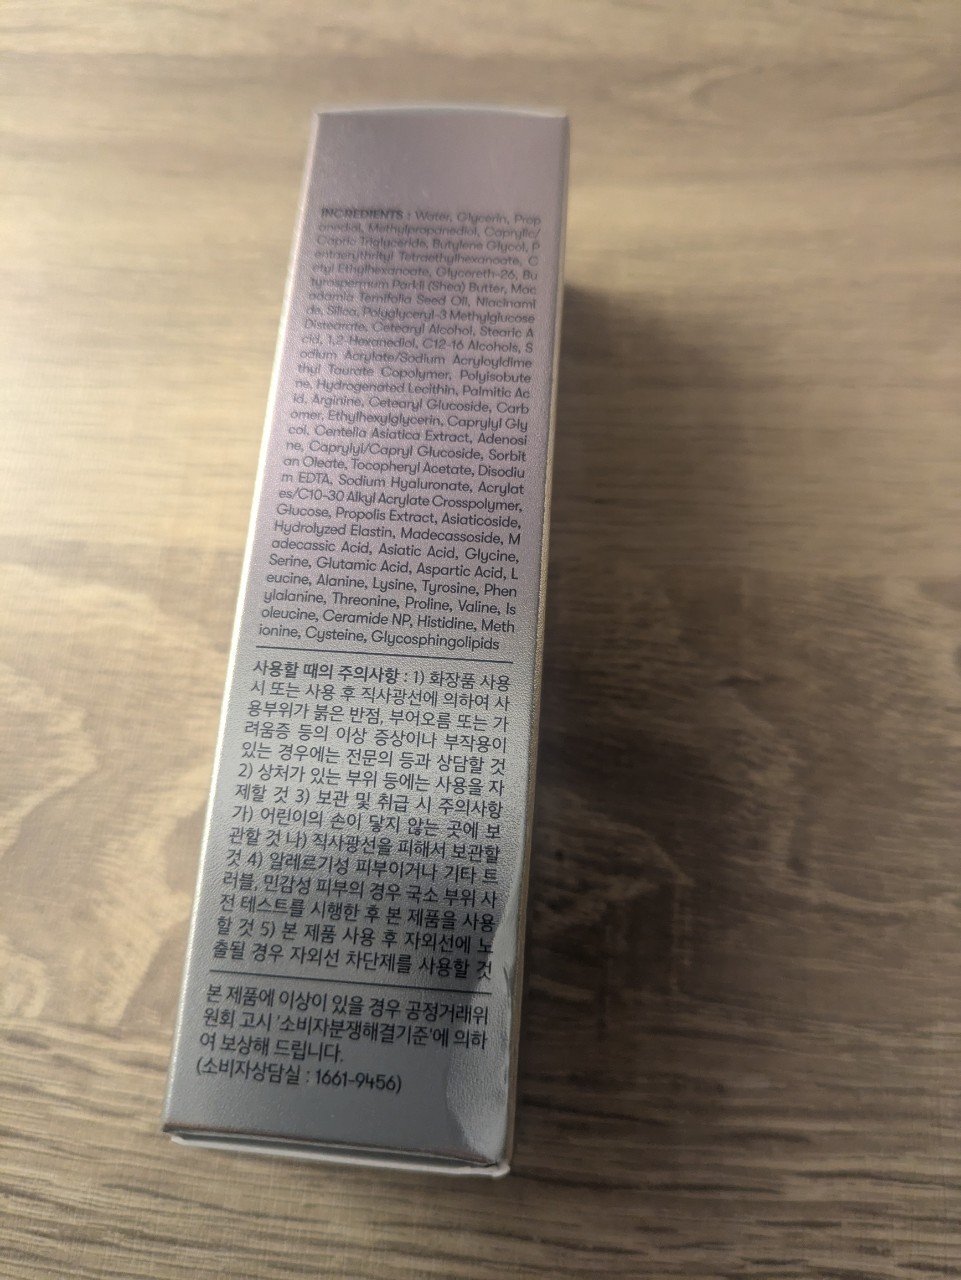 INGREDIENTS : Water, Glycerin, Prop
anediol, Methylpropanediol, Caprylic/
Capric Triglyceride, Butylene Glycol, P
entaerythrityl Tetraethylhexanoate, C
etyl Ethylhexanoate, Glycereth-26, Bu
tyrospermum Parkii (Shea) Butter, Mac
adamia Ternifolia Seed Oil, Niacinami
de, Silica, Polyglyceryl-3 Methylglucose
Distearate, Cetearyl Alcohol, Stearic A
cid, 1,2-Hexanediol, C12-16 Alcohols, S
odium Acrylate/Sodium Acryloyldime
thyl Taurate Copolymer, Polyisobute
ne, Hydrogenated Lecithin, Palmitic Ac
id, Arginine, Cetearyl Glucoside, Carb
omer, Ethylhexylglycerin, Caprylyl Gly
col, Centella Asiatica Extract, Adenosi
ne, Caprylyl/Capryl Glucoside, Sorbit
an Oleate, Tocopheryl Acetate, Disodiu
m EDTA, Sodium Hyaluronate, Acrylat
es/C10-30 Alkyl Acrylate Crosspolymer,
Glucose, Propolis Extract, Asiaticoside,
Hydrolyzed Elastin, Madecassoside, M
adecassic Acid, Asiatic Acid, Glycine,
Serine, Glutamic Acid, Aspartic Acid, L
eucine, Alanine, Lysine, Tyrosine, Phen
ylalanine, Threonine, Proline, Valine, Is
oleucine, Ceramide NP, Histidine, Meth
ionine, Cysteine, Glycosphingolipids
사용할 때의 주의사항 : 1) 화장품 사용
시 또는 사용 후 직사광선에 의하여 사
용부위가 붉은 반점, 부어오름 또는 가
려움증 등의 이상 증상이나 부작용이
있는 경우에는 전문의 등과 상담할 것
2) 상처가 있는 부위 등에는 사용을 자
제할 것 3) 보관 및 취급 시 주의사항
가) 어린이의 손이 닿지 않는 곳에 보
관할 것 나) 직사광선을 피해서 보관할
것 4) 알레르기성 피부이거나 기타 트
러블, 민감성 피부의 경우 국소 부위 사
전 테스트를 시행한 후 본 제품을 사용
할 것 5) 본 제품 사용 후 자외선에 노
출될 경우 자외선 차단제를 사용할 것
본 제품에 이상이 있을 경우 공정거래위
원회 고시 '소비자분쟁해결기준'에 의하
여 보상해 드립니다.
(소비자상담실 : 1661-9456)